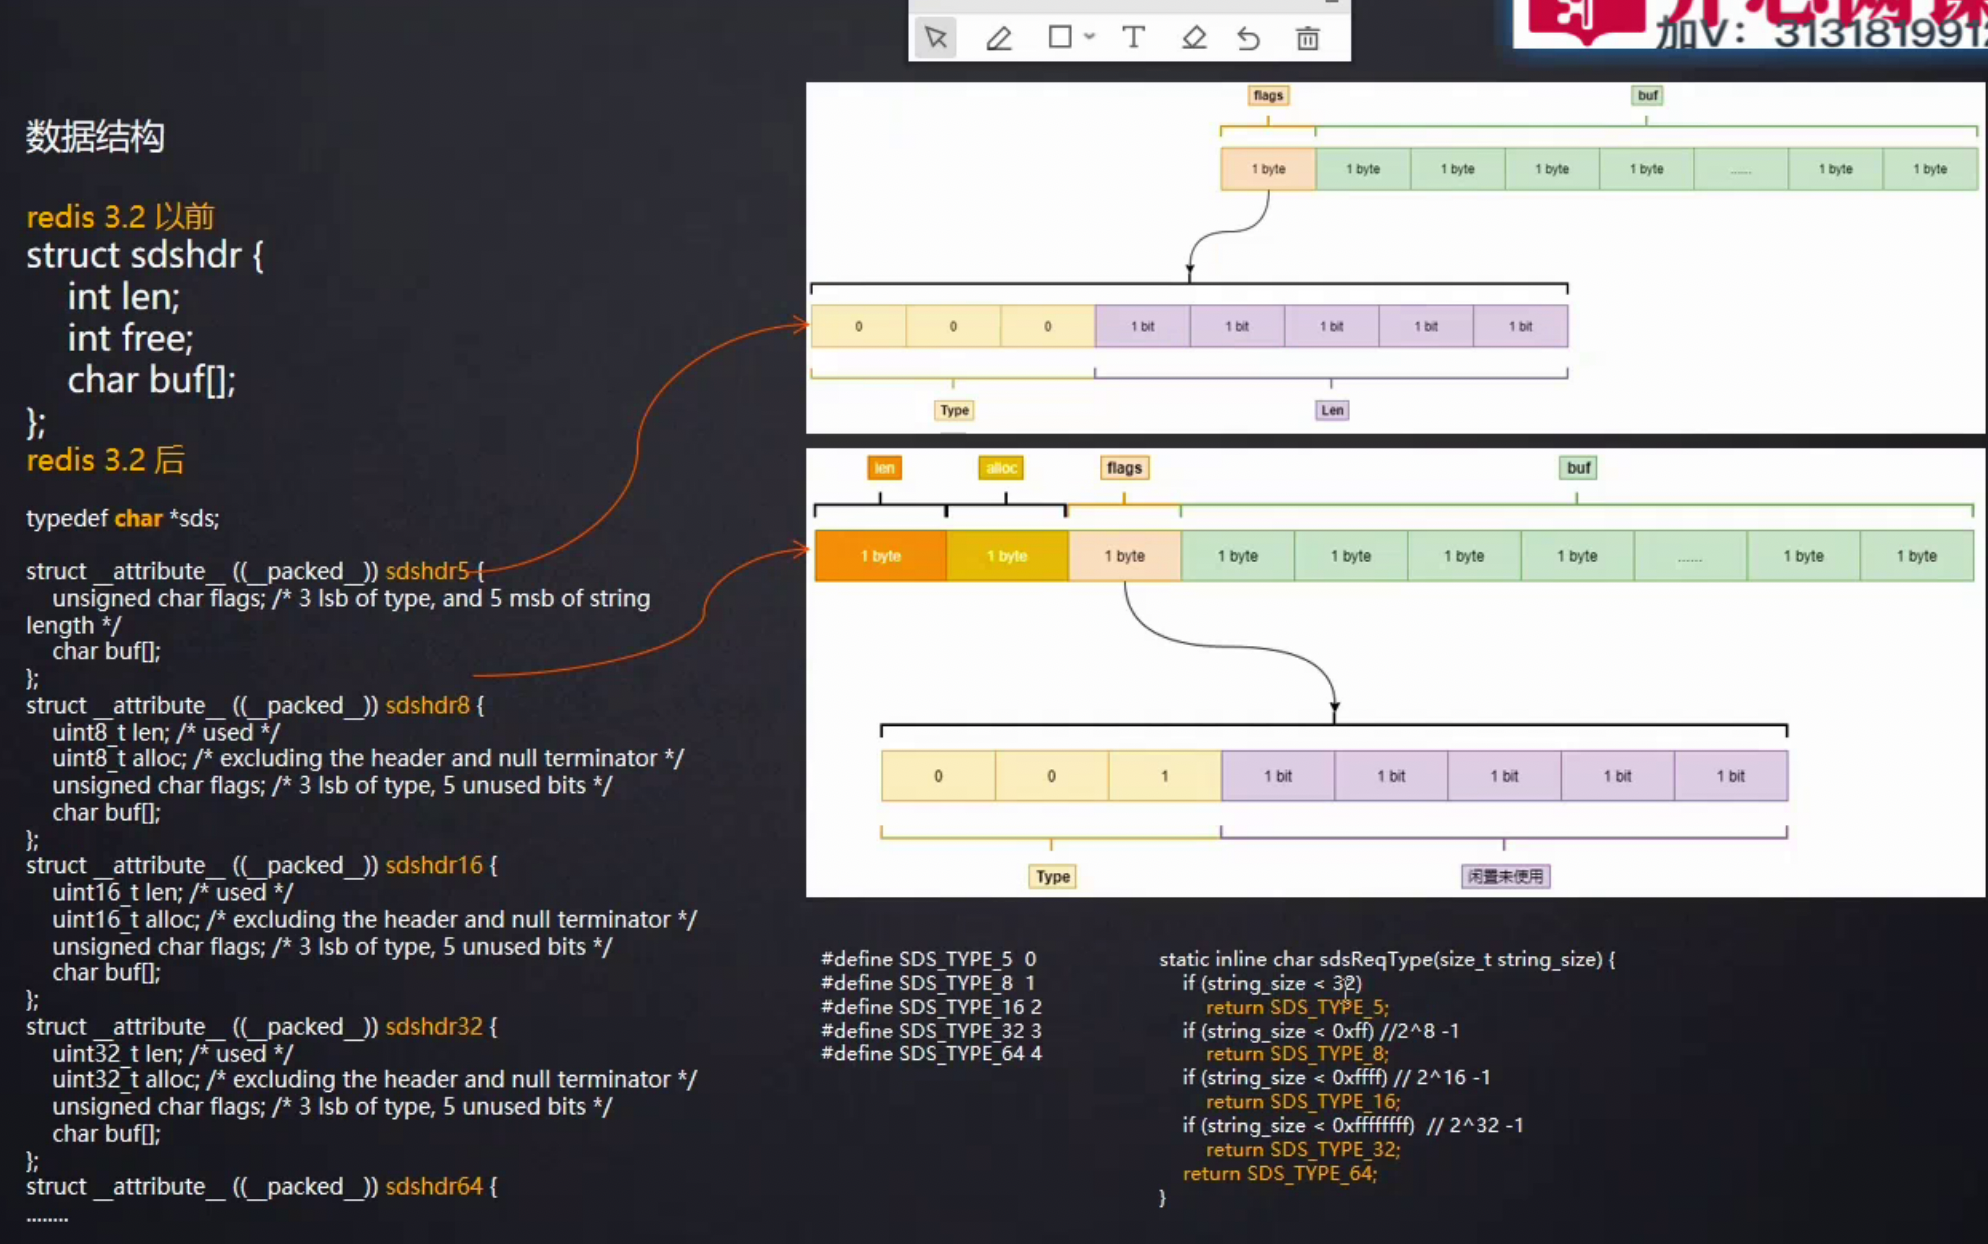 T
加V：313181991
数据结构
redis 3.2 以前
struct sdshdr {
int len;
int free;
char buf[];
};
redis 3.2 后
typedef char *sds;
struct __attribute__ ((__packed__)) sdshdr5 {
unsigned char flags; /* 3 lsb of type, and 5 msb of string
length */
char buf[];
};
struct __attribute__ ((__packed__)) sdshdr8 {
uint8_t len; /* used */
uint8_t alloc; /* excluding the header and null terminator */
unsigned char flags; /* 3 lsb of type, 5 unused bits */
char buf[];
};
struct __attribute__ ((__packed__)) sdshdr16 {
uint16_t len; /* used */
uint16_t alloc; /* excluding the header and null terminator */
unsigned char flags; /* 3 lsb of type, 5 unused bits */
char buf[];
};
struct __attribute__ ((__packed__)) sdshdr32 {
uint32_t len; /* used */
uint32_t alloc; /* excluding the header and null terminator */
unsigned char flags; /* 3 lsb of type, 5 unused bits */
char buf[];
};
struct __attribute__ ((__packed__)) sdshdr64 {
........
flags buf
1 byte 1 byte 1 byte 1 byte 1 byte ...... 1 byte 1 byte
0 0 0 1 bit 1 bit 1 bit 1 bit 1 bit
Type Len
len alloc flags buf
1 byte 1 byte 1 byte 1 byte 1 byte 1 byte 1 byte ...... 1 byte 1 byte
0 0 1 1 bit 1 bit 1 bit 1 bit 1 bit
Type 闲置未使用
#define SDS_TYPE_5 0
#define SDS_TYPE_8 1
#define SDS_TYPE_16 2
#define SDS_TYPE_32 3
#define SDS_TYPE_64 4
static inline char sdsReqType(size_t string_size) {
if (string_size < 32)
return SDS_TYPE_5;
if (string_size < 0xff) //2^8 -1
return SDS_TYPE_8;
if (string_size < 0xffff) // 2^16 -1
return SDS_TYPE_16;
if (string_size < 0xffffffff) // 2^32 -1
return SDS_TYPE_32;
return SDS_TYPE_64;
}